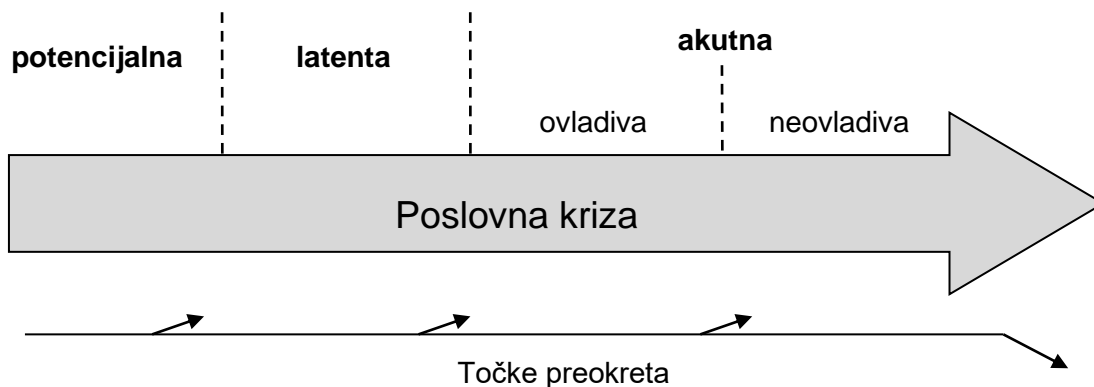 potencijalna
latenta
akutna
ovladiva
neovladiva
Poslovna kriza
Točke preokreta